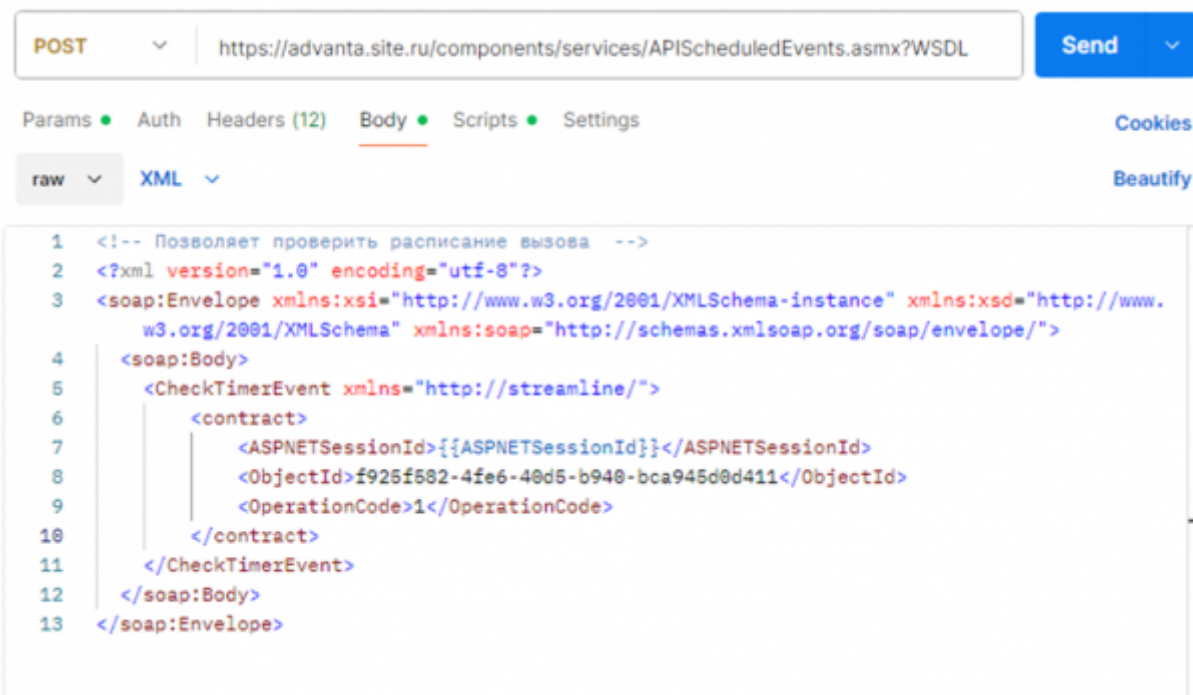 POST https://advanta.site.ru/components/services/APIScheduledEvents.asmx?WSDL Send
Params Auth Headers (12) Body Scripts Settings Cookies
raw XML Beautify
1 <!-- Позволяет проверить расписание вызова -->
2 <?xml version="1.0" encoding="utf-8"?>
3 <soap:Envelope xmlns:xsi="http://www.w3.org/2001/XMLSchema-instance" xmlns:xsd="http://www.
w3.org/2001/XMLSchema" xmlns:soap="http://schemas.xmlsoap.org/soap/envelope/">
4 <soap:Body>
5 <CheckTimerEvent xmlns="http://streamline/">
6 <contract>
7 <ASPNETSessionId>{{ASPNETSessionId}}</ASPNETSessionId>
8 <ObjectId>f925f582-4fe6-40d5-b940-bca945d0d411</ObjectId>
9 <OperationCode>1</OperationCode>
10 </contract>
11 </CheckTimerEvent>
12 </soap:Body>
13 </soap:Envelope>